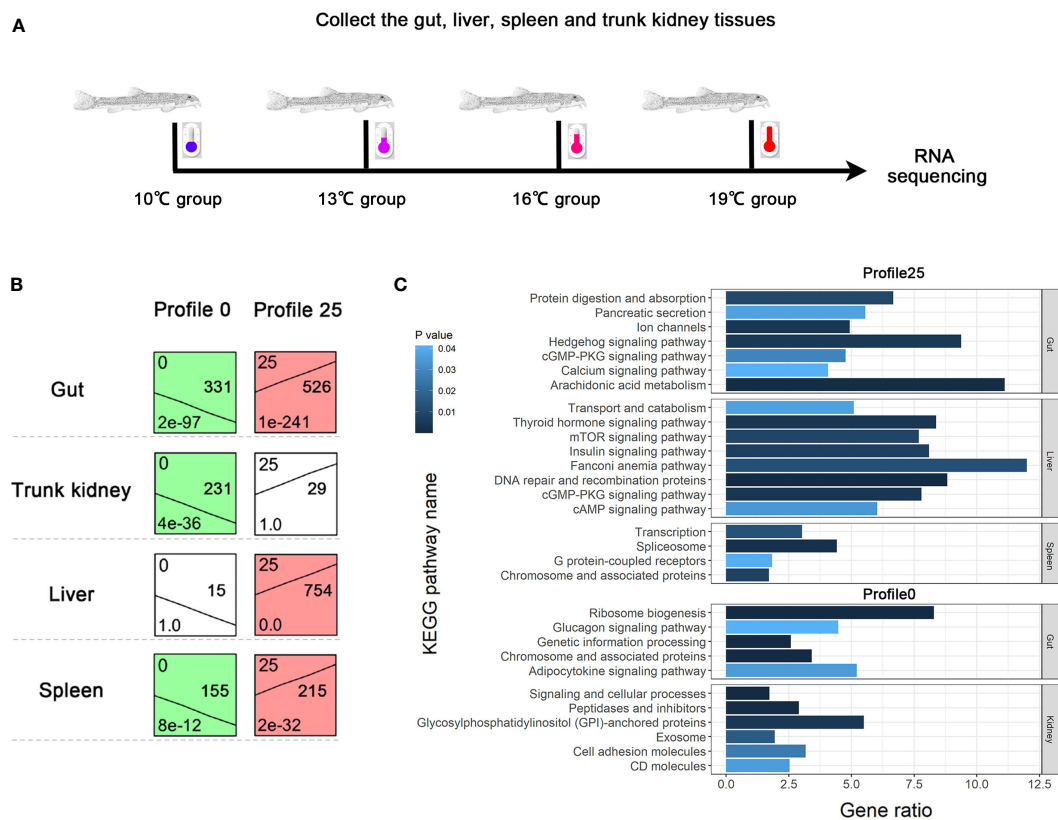 A
Collect the gut, liver, spleen and trunk kidney tissues
10℃ group
13℃ group
16℃ group
19℃ group
RNA
sequencing
B
Profile 0
Profile 25
Gut
0
331
2e-97
25
526
1e-241
Trunk kidney
0
231
4e-36
25
29
1.0
Liver
0
15
1.0
25
754
0.0
Spleen
0
155
8e-12
25
215
2e-32
C
P value
0.04
0.03
0.02
0.01
KEGG pathway name
Profile25
Protein digestion and absorption
Pancreatic secretion
Ion channels
Hedgehog signaling pathway
cGMP-PKG signaling pathway
Calcium signaling pathway
Arachidonic acid metabolism
Gut
Transport and catabolism
Thyroid hormone signaling pathway
mTOR signaling pathway
Insulin signaling pathway
Fanconi anemia pathway
DNA repair and recombination proteins
cGMP-PKG signaling pathway
cAMP signaling pathway
Liver
Transcription
Spliceosome
G protein-coupled receptors
Chromosome and associated proteins
Spleen
Profile0
Ribosome biogenesis
Glucagon signaling pathway
Genetic information processing
Chromosome and associated proteins
Adipocytokine signaling pathway
Gut
Signaling and cellular processes
Peptidases and inhibitors
Glycosylphosphatidylinositol (GPI)-anchored proteins
Exosome
Cell adhesion molecules
CD molecules
Kidney
0.0
2.5
5.0
7.5
10.0
12.5
Gene ratio